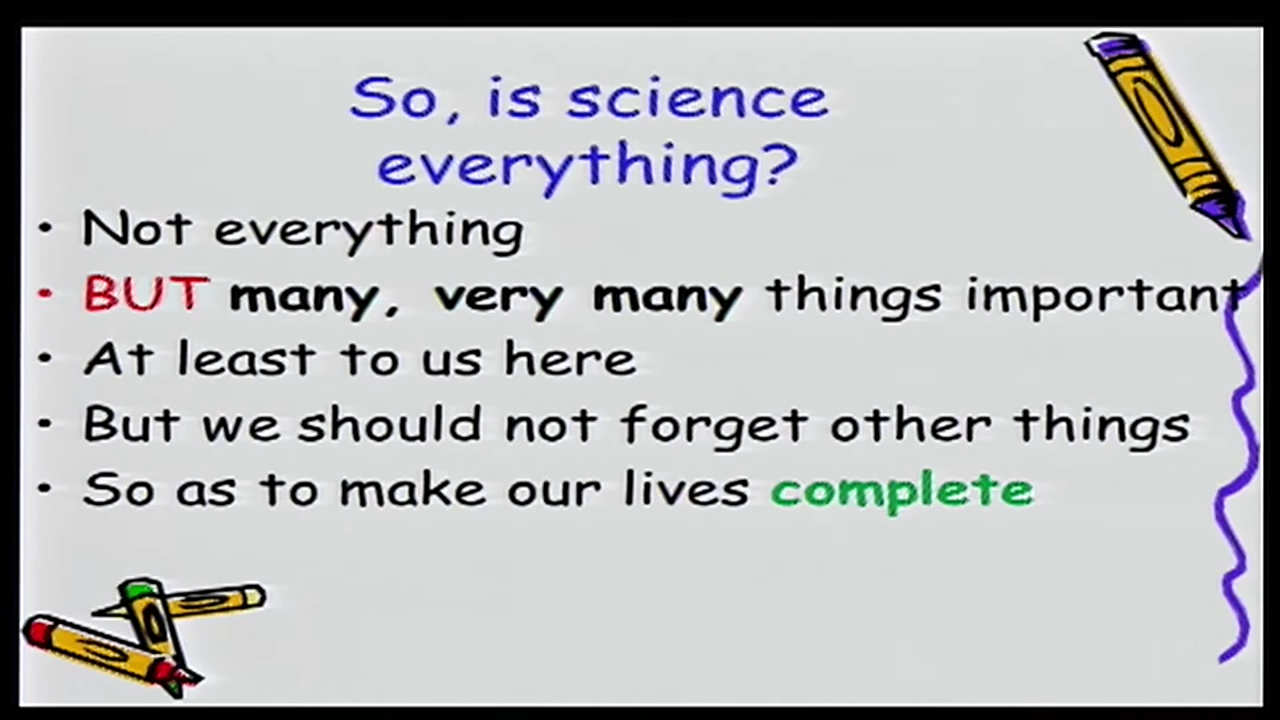 So, is science
everything?
• Not everything
• BUT many, very many things important
• At least to us here
• But we should not forget other things
• So as to make our lives complete